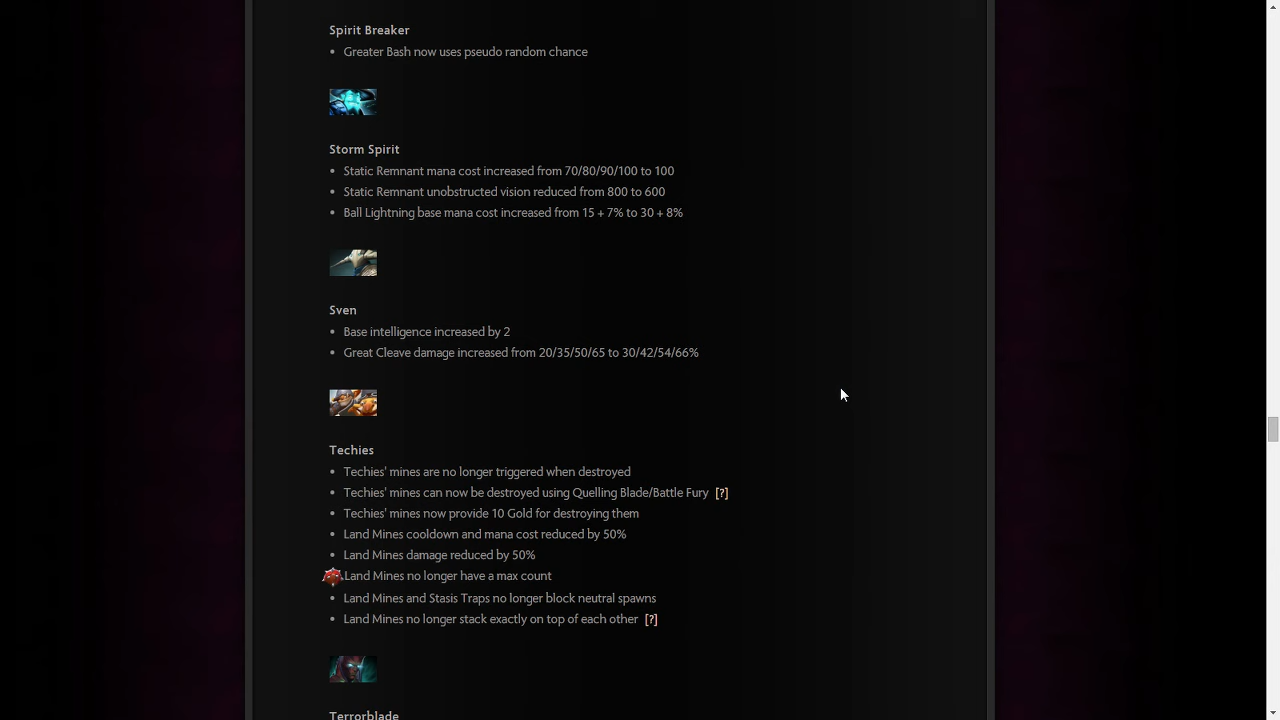 Spirit Breaker
• Greater Bash now uses pseudo random chance
Storm Spirit
• Static Remnant mana cost increased from 70/80/90/100 to 100
• Static Remnant unobstructed vision reduced from 800 to 600
• Ball Lightning base mana cost increased from 15 + 7% to 30 + 8%
Sven
• Base intelligence increased by 2
• Great Cleave damage increased from 20/35/50/65 to 30/42/54/66%
Techies
• Techies' mines are no longer triggered when destroyed
• Techies' mines can now be destroyed using Quelling Blade/Battle Fury [?]
• Techies' mines now provide 10 Gold for destroying them
• Land Mines cooldown and mana cost reduced by 50%
• Land Mines damage reduced by 50%
Land Mines no longer have a max count
• Land Mines and Stasis Traps no longer block neutral spawns
• Land Mines no longer stack exactly on top of each other [?]
Terrorblade